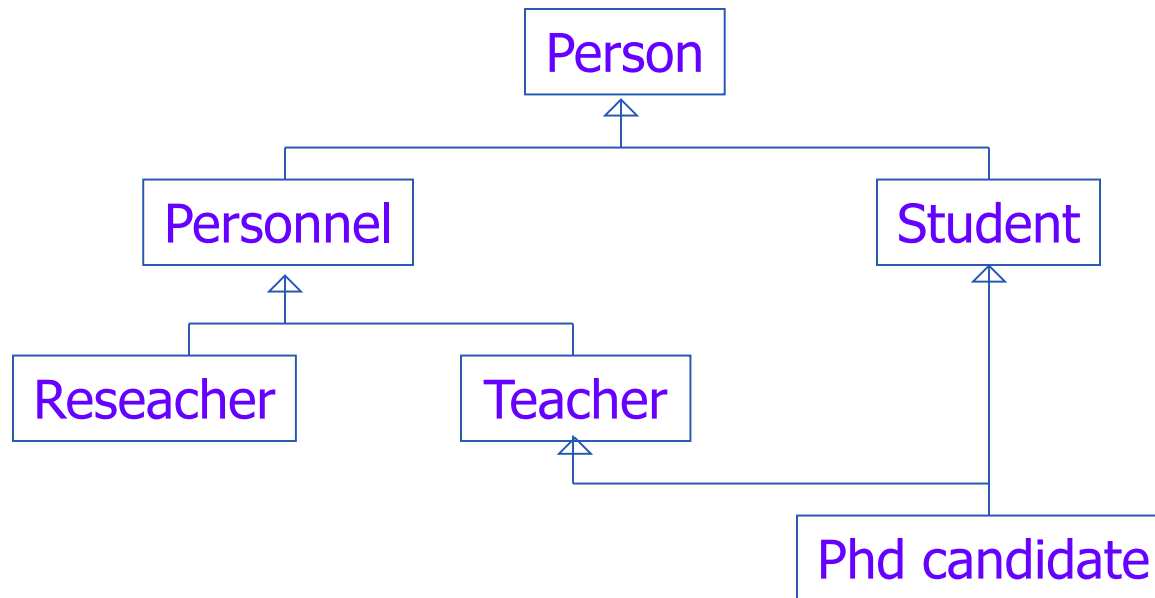 Person
Personnel
Student
Reseacher
Teacher
Phd candidate